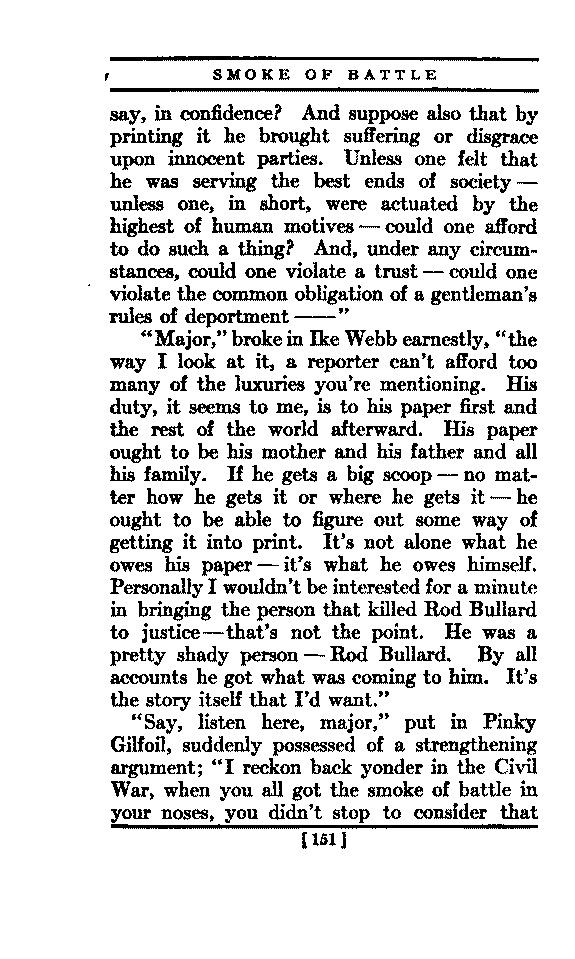 SMOKE OF BATTLE
say, in confidence? And suppose also that by
printing it he brought suffering or disgrace
upon innocent parties. Unless one felt that
he was serving the best ends of society —
unless one, in short, were actuated by the
highest of human motives — could one afford
to do such a thing? And, under any circum-
stances, could one violate a trust — could one
violate the common obligation of a gentleman's
rules of deportment ——"
"Major," broke in Ike Webb earnestly, "the
way I look at it, a reporter can't afford too
many of the luxuries you're mentioning. His
duty, it seems to me, is to his paper first and
the rest of the world afterward. His paper
ought to be his mother and his father and all
his family. If he gets a big scoop — no mat-
ter how he gets it or where he gets it — he
ought to be able to figure out some way of
getting it into print. It's not alone what he
owes his paper — it's what he owes himself.
Personally I wouldn't be interested for a minute
in bringing the person that killed Rod Bullard
to justice—that's not the point. He was a
pretty shady person — Rod Bullard. By all
accounts he got what was coming to him. It's
the story itself that I'd want."
"Say, listen here, major," put in Pinky
Gilfoil, suddenly possessed of a strengthening
argument; "I reckon back yonder in the Civil
War, when you all got the smoke of battle in
your noses, you didn't stop to consider that
[151]